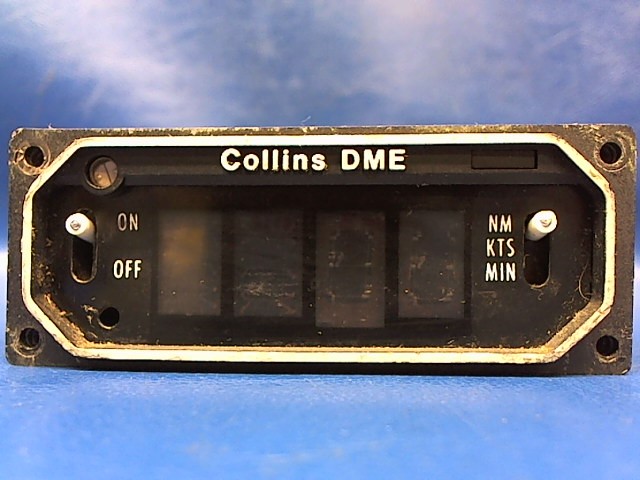 Collins DME
ON
OFF
NM
KTS
MIN